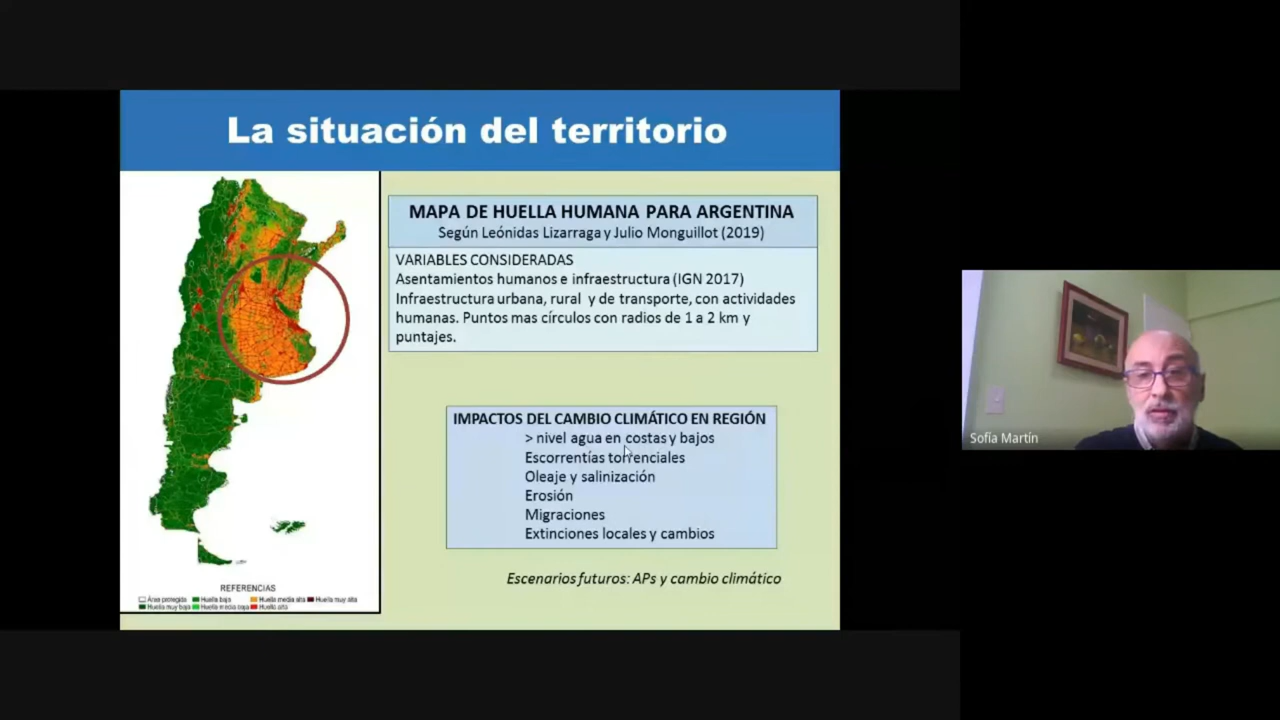 La situación del territorio
MAPA DE HUELLA HUMANA PARA ARGENTINA
Según Leónidas Lizarraga y Julio Monguillot (2019)
VARIABLES CONSIDERADAS
Asentamientos humanos e infraestructura (IGN 2017)
Infraestructura urbana, rural y de transporte, con actividades
humanas. Puntos mas círculos con radios de 1 a 2 km y
puntajes.
IMPACTOS DEL CAMBIO CLIMÁTICO EN REGIÓN
> nivel agua en costas y bajos
Escorrentías torrenciales
Oleaje y salinización
Erosión
Migraciones
Extinciones locales y cambios
Escenarios futuros: APs y cambio climático
REFERENCIAS
Área protegida Huella baja Huella media alta Huella muy alta
Huella muy baja Huella media baja Huella alta
Sofía Martín